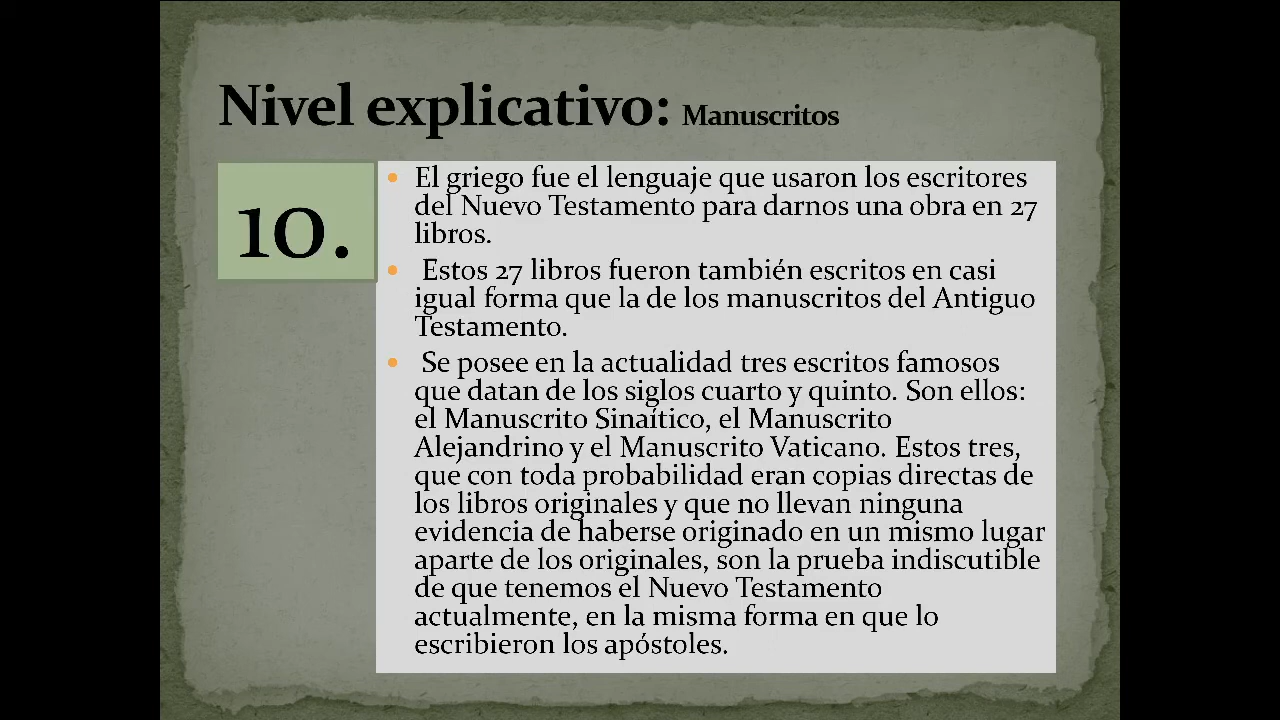 Nivel explicativo: Manuscritos
10.
El griego fue el lenguaje que usaron los escritores
del Nuevo Testamento para darnos una obra en 27
libros.
Estos 27 libros fueron también escritos en casi
igual forma que la de los manuscritos del Antiguo
Testamento.
Se posee en la actualidad tres escritos famosos
que datan de los siglos cuarto y quinto. Son ellos:
el Manuscrito Sinaítico, el Manuscrito
Alejandrino y el Manuscrito Vaticano. Estos tres,
que con toda probabilidad eran copias directas de
los libros originales y que no llevan ninguna
evidencia de haberse originado en un mismo lugar
aparte de los originales, son la prueba indiscutible
de que tenemos el Nuevo Testamento
actualmente, en la misma forma en que lo
escribieron los apóstoles.